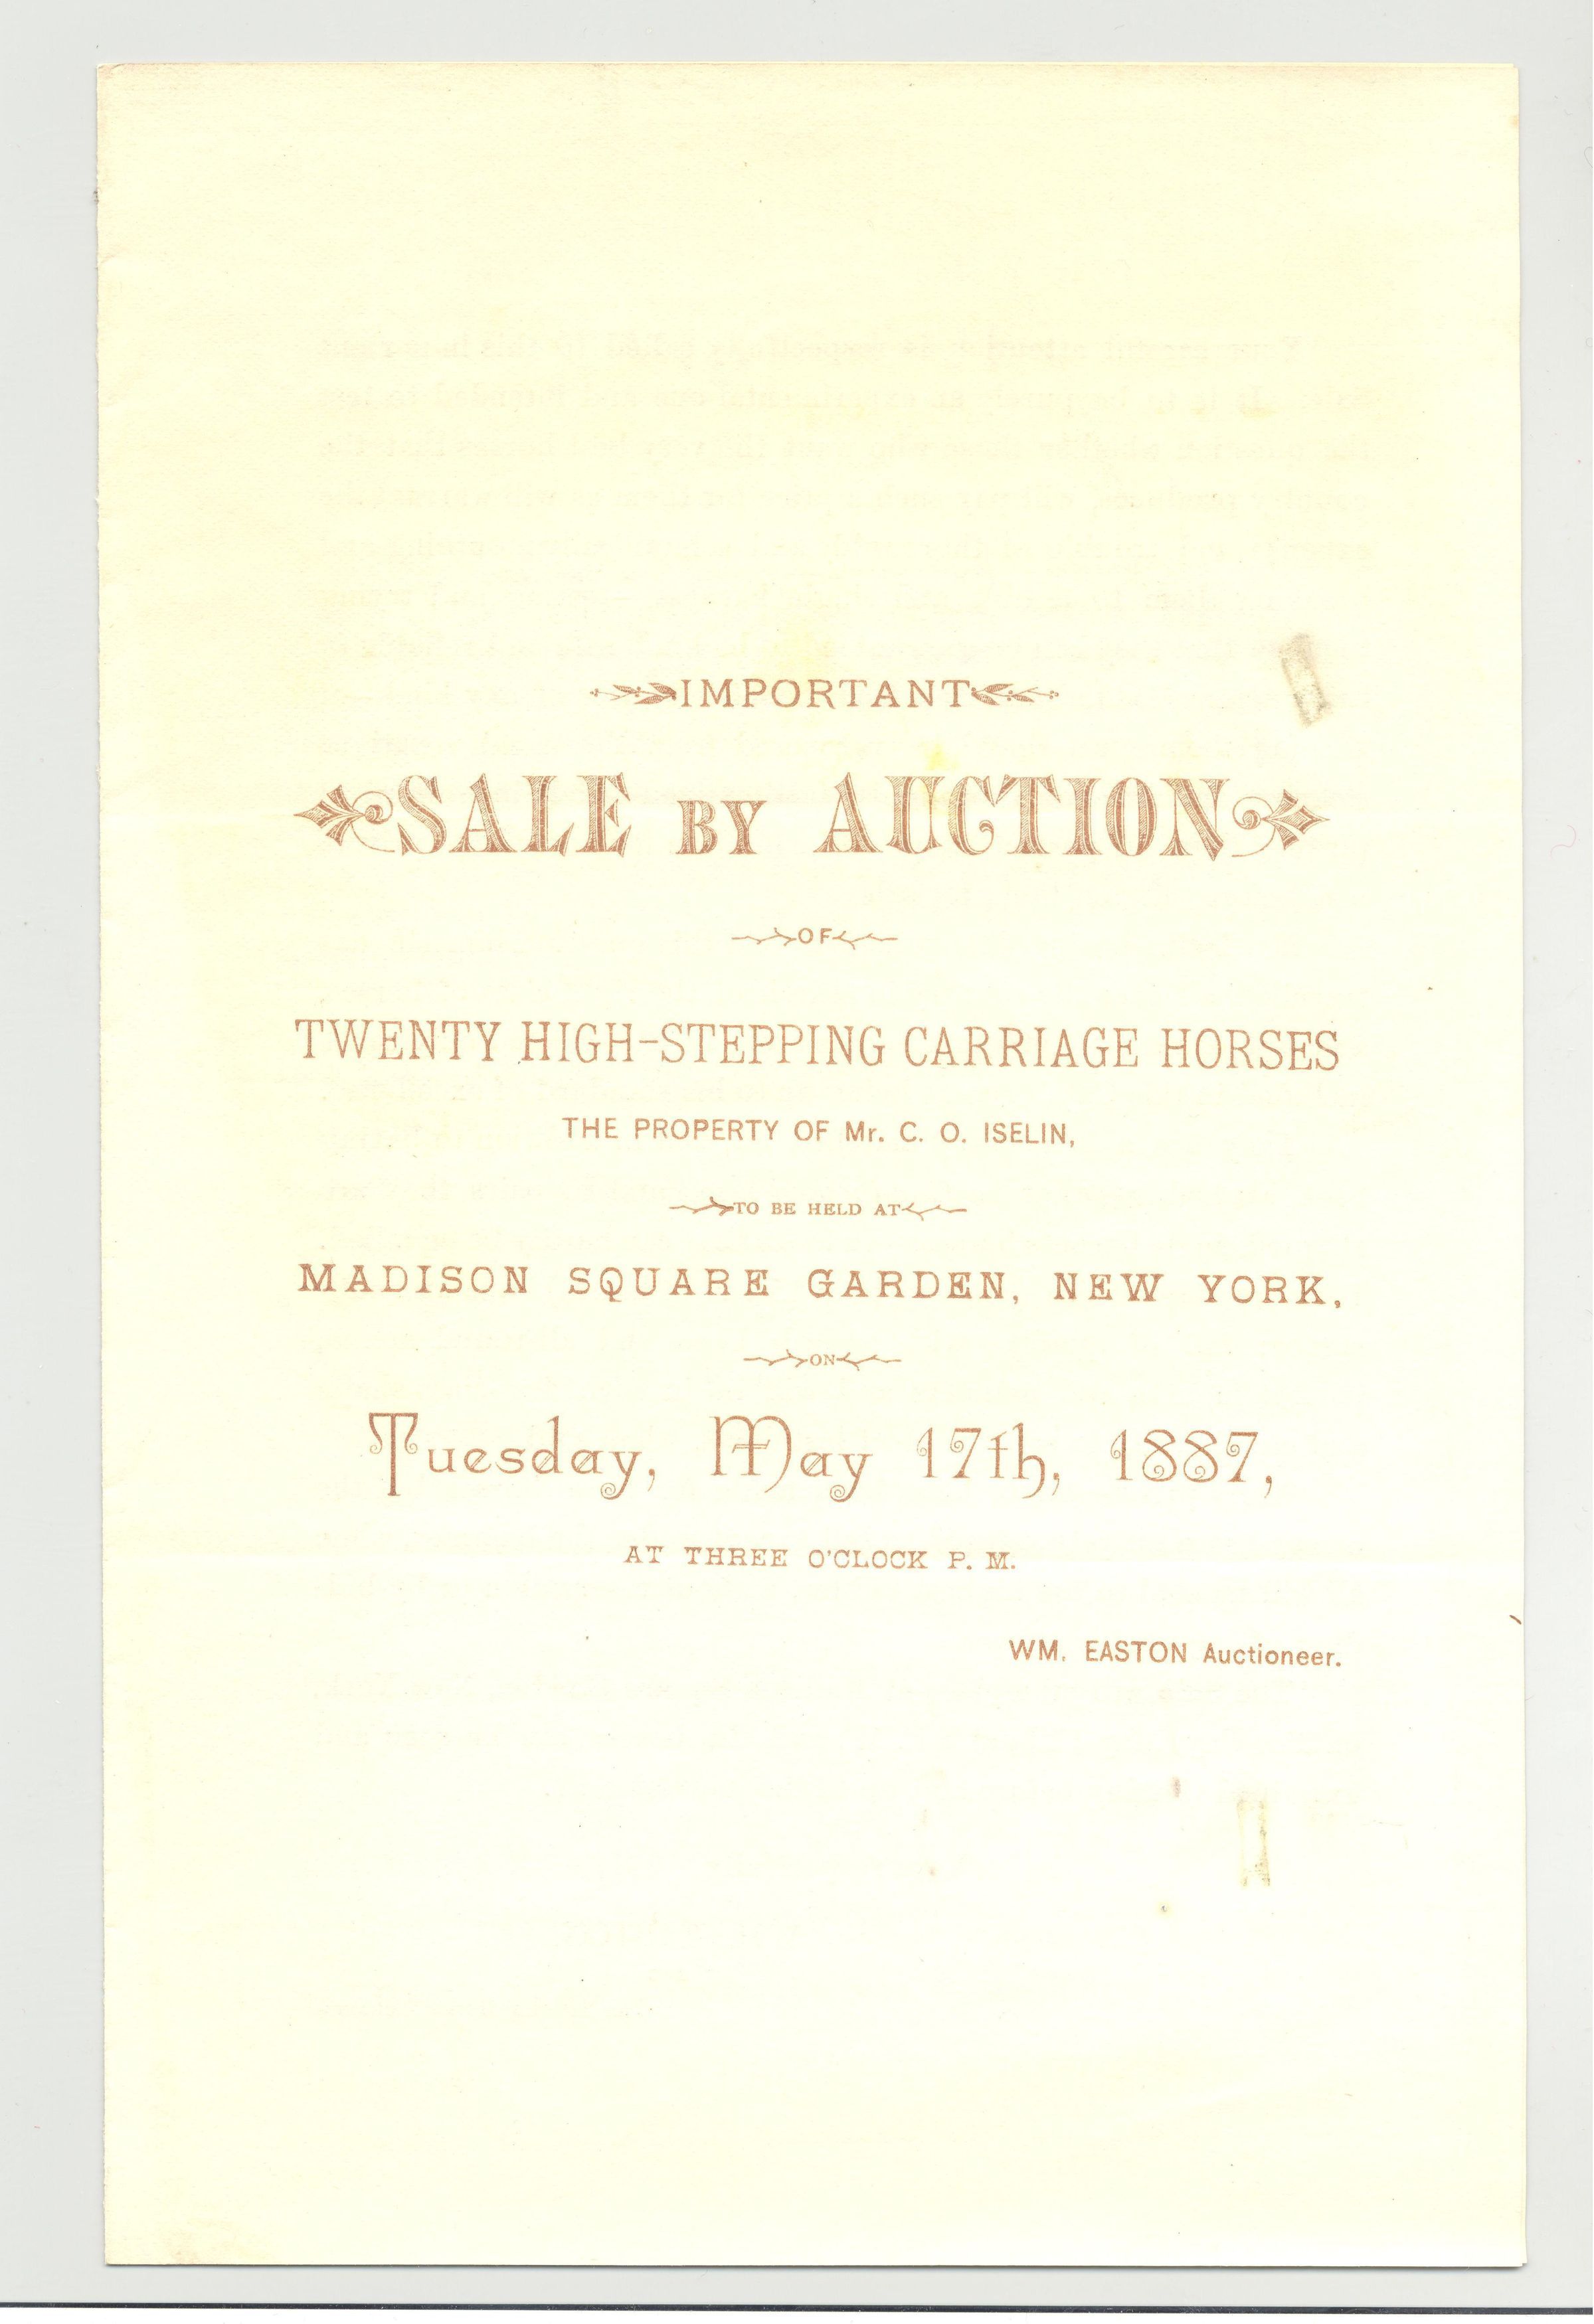 IMPORTANT
SALE BY AUCTION
OF
TWENTY HIGH-STEPPING CARRIAGE HORSES
THE PROPERTY OF Mr. C. O. ISELIN,
TO BE HELD AT
MADISON SQUARE GARDEN, NEW YORK,
ON
Tuesday, May 17th, 1887,
AT THREE O'CLOCK P. M.
WM. EASTON Auctioneer.